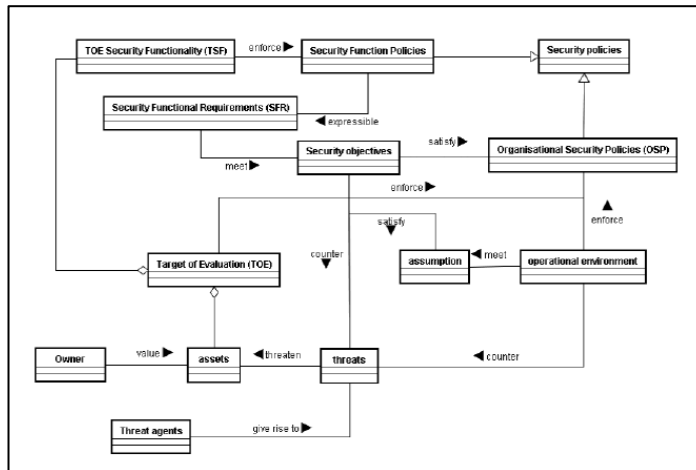 TOE Security Functionality (TSF)
enforce
Security Function Policies
Security policies
Security Functional Requirements (SFR)
expressible
Security objectives
satisfy
Organisational Security Policies (OSP)
meet
enforce
satisfy
enforce
Target of Evaluation (TOE)
counter
assumption
meet
operational environment
Owner
value
assets
threaten
threats
counter
Threat agents
give rise to